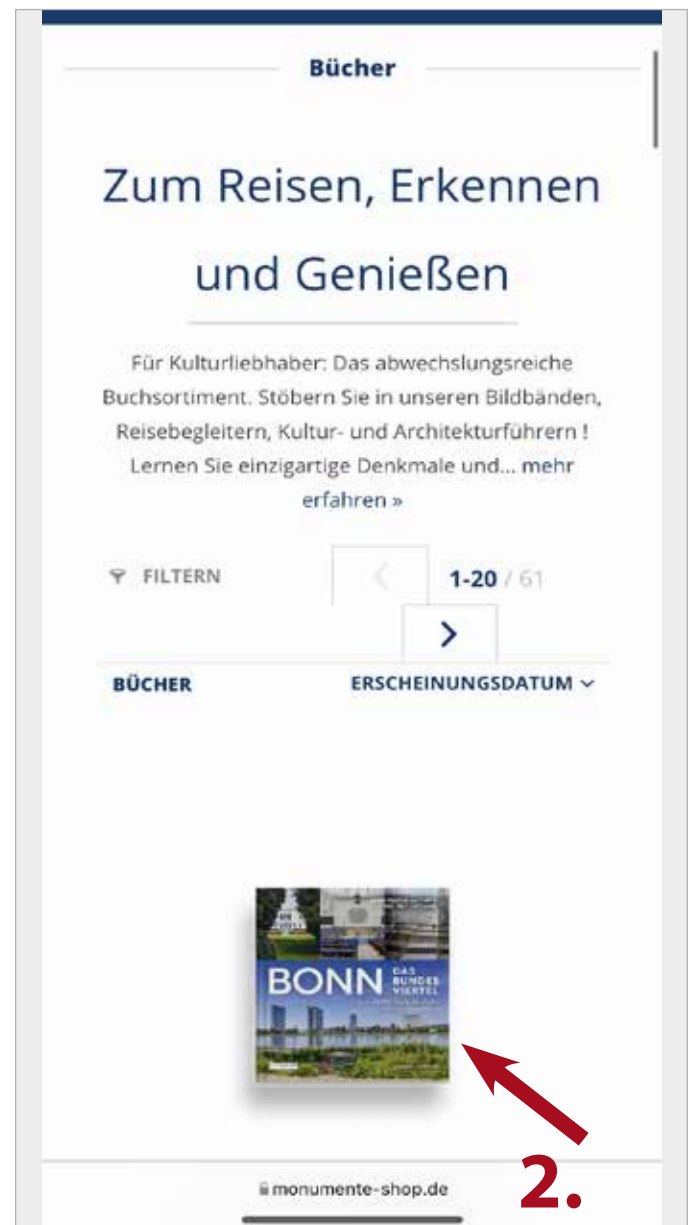 Bücher
Zum Reisen, Erkennen
und Genießen
Für Kulturliebhaber: Das abwechslungsreiche
Buchsortiment. Stöbern Sie in unseren Bildbänden,
Reisebegleitern, Kultur- und Architekturführern !
Lernen Sie einzigartige Denkmale und... mehr
erfahren »
FILTERN
1-20 / 61
BÜCHER
ERSCHEINUNGSDATUM
BONN DAS
BUNDES
VIERTEL
monumente-shop.de
2.